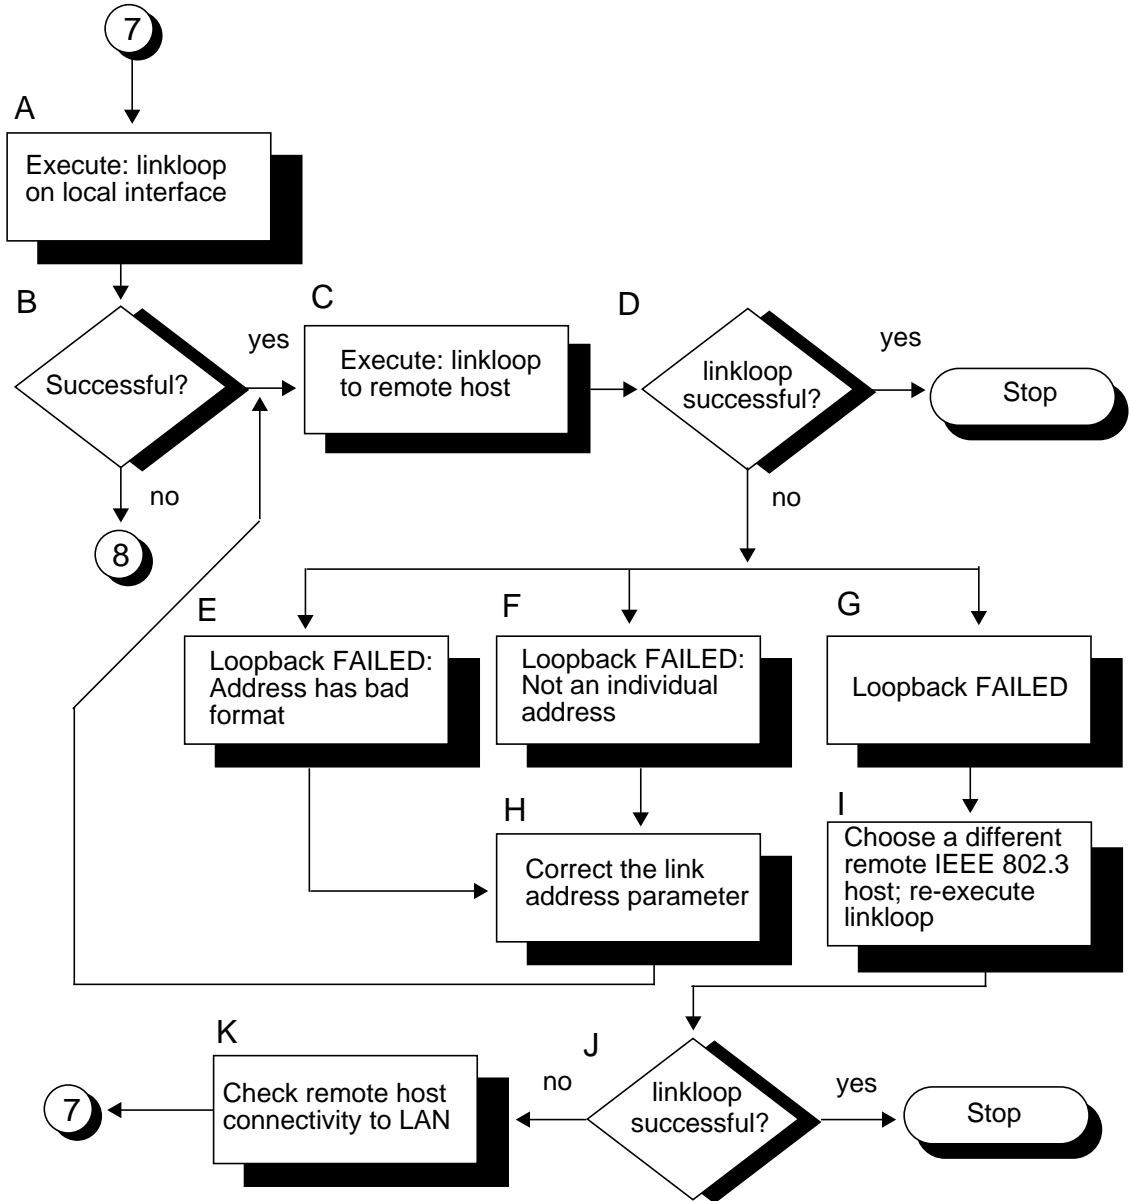 7
A
Execute: linkloop
on local interface
B
Successful?
yes
no
8
C
Execute: linkloop
to remote host
D
linkloop
successful?
yes
Stop
no
E
Loopback FAILED:
Address has bad
format
F
Loopback FAILED:
Not an individual
address
G
Loopback FAILED
H
Correct the link
address parameter
I
Choose a different
remote IEEE 802.3
host; re-execute
linkloop
J
linkloop
successful?
yes
Stop
no
K
Check remote host
connectivity to LAN
7